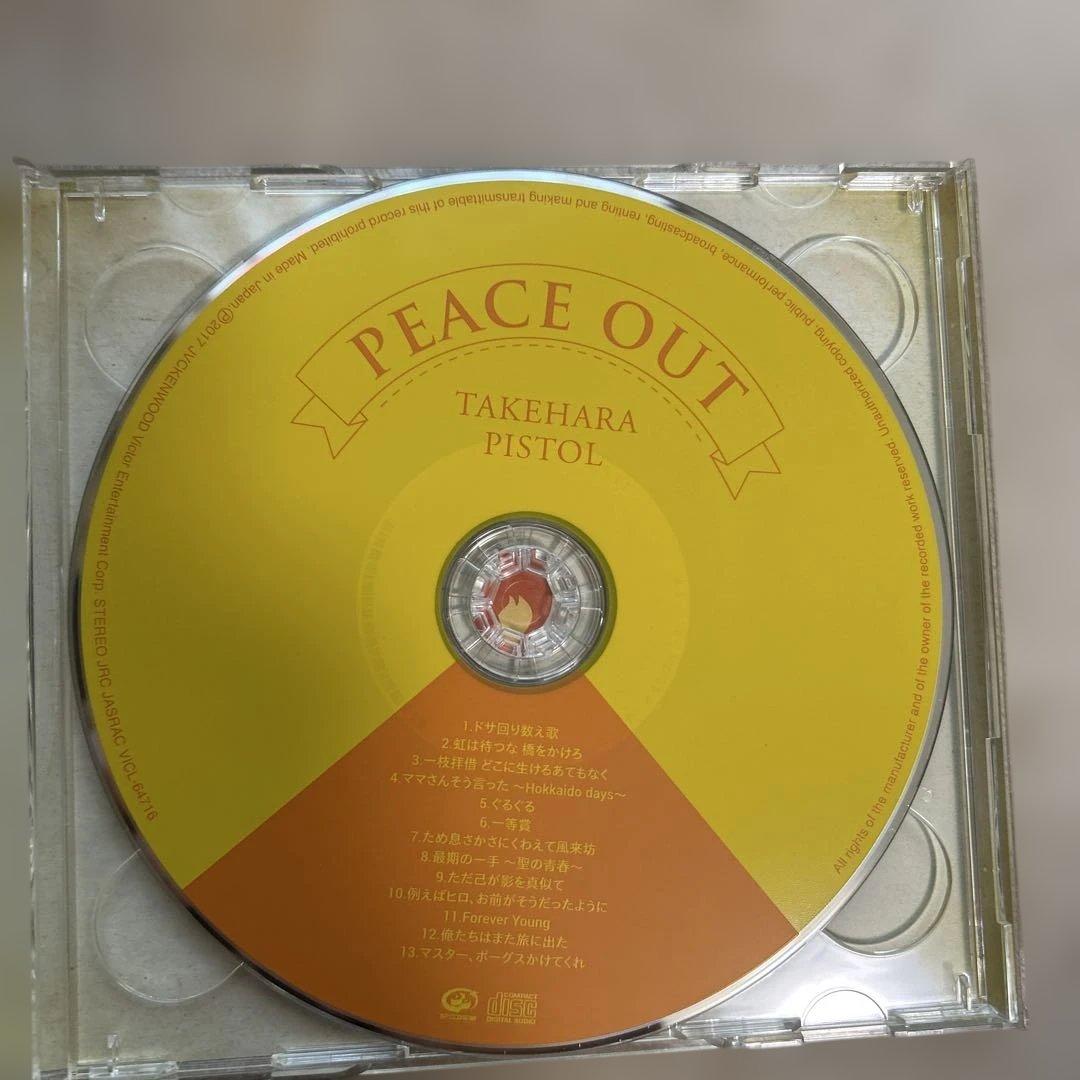 PEACE OUT
TAKEHARA
PISTOL
1.ドサ回り数え歌
2.虹は待つな 橋をかけろ
3.一枝拝借 どこに生けるあてもなく
4.ママさんそう言った ～Hokkaido days～
5.ぐるぐる
6.一等賞
7.ため息さかさにくわえて風来坊
8.最期の一手 ～聖の青春～
9.ただ己が影を真似て
10.例えばヒロ、お前がそうだったように
11.Forever Young
12.俺たちはまた旅に出た
13.マスター、ポーグスかけてくれ
COMPACT
disc
DIGITAL AUDIO
All rights of the manufacturer and of the owner of the recorded work reserved. Unauthorized copying, public performance, broadcasting, renting and making transmittable of this record prohibited. Made in Japan.Ⓟ2017 JVCKENWOOD Victor Entertainment Corp. STEREO JRC JASRAC VICL-64716